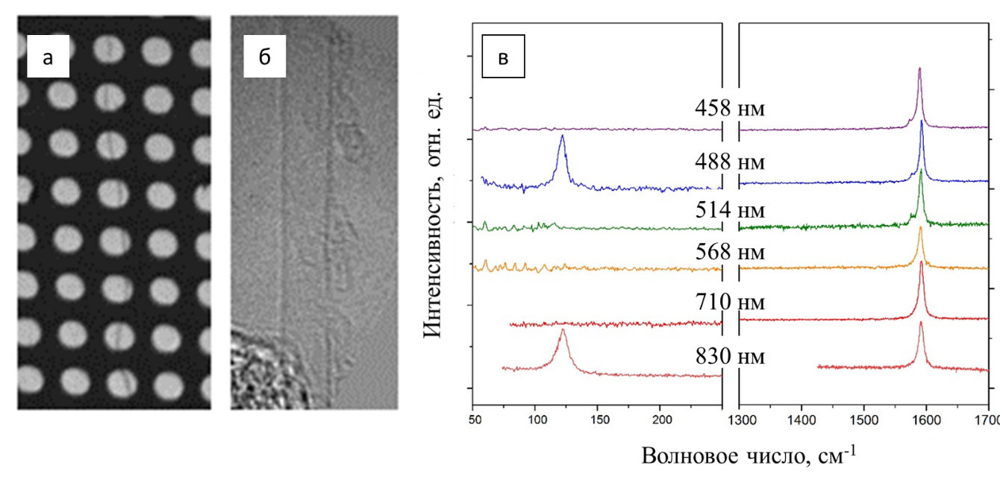 а
б
в
Интенсивность, отн. ед.
458 нм
488 нм
514 нм
568 нм
710 нм
830 нм
50 100 150 200 1300 1400 1500 1600 1700
Волновое число, см-1